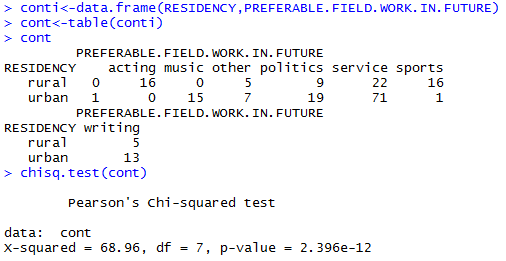 > conti<-data.frame(RESIDENCY,PREFERABLE.FIELD.WORK.IN.FUTURE)
> cont<-table(conti)
> cont
PREFERABLE.FIELD.WORK.IN.FUTURE
RESIDENCY acting music other politics service sports
rural 0 16 0 5 9 22 16
urban 1 0 15 7 19 71 1
PREFERABLE.FIELD.WORK.IN.FUTURE
RESIDENCY writing
rural 5
urban 13
> chisq.test(cont)
Pearson's Chi-squared test
data: cont
X-squared = 68.96, df = 7, p-value = 2.396e-12